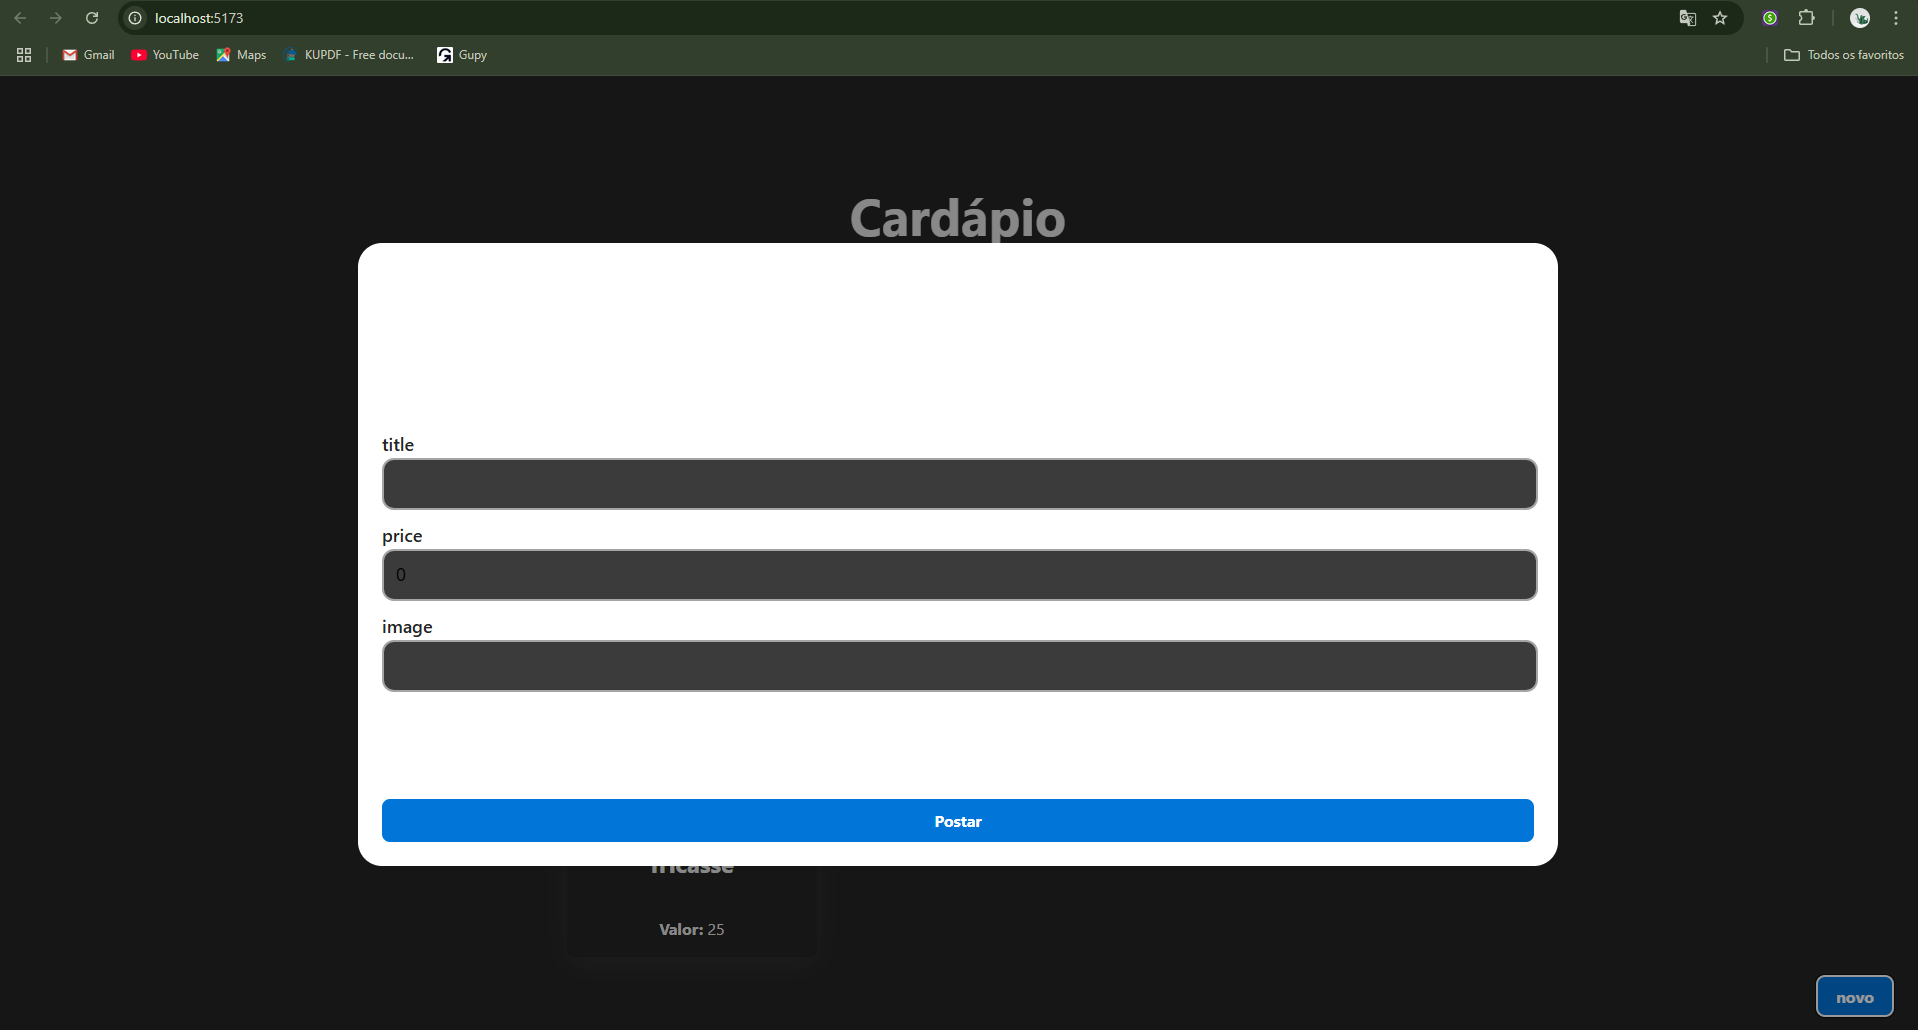 localhost:5173
Gmail
YouTube
Maps
KUPDF - Free docu...
Gupy
Todos os favoritos
Cardápio
title
price
0
image
Postar
fricasse
Valor: 25
novo